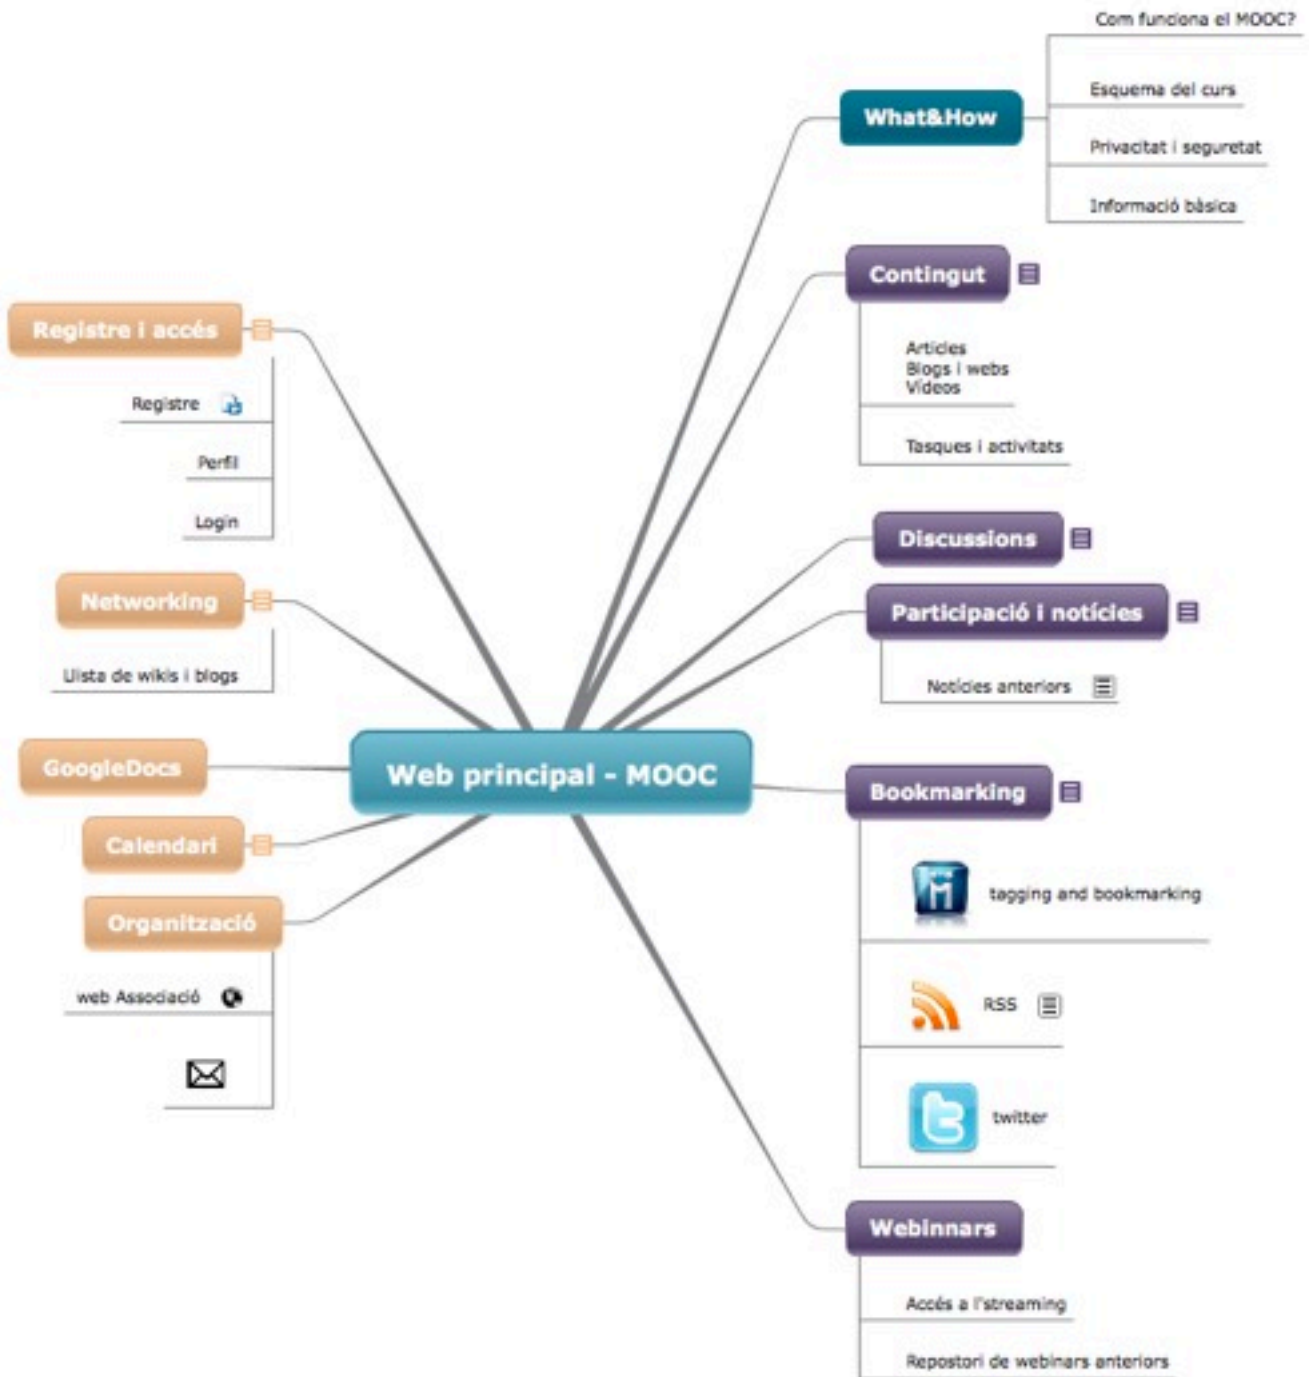 Com funciona el MOOC?
What&How
Esquema del curs
Privacitat i seguretat
Informació bàsica
Contingut
Articles
Blogs i webs
Vídeos
Tasques i activitats
Discussions
Participació i notícies
Notícies anteriors
Bookmarking
tagging and bookmarking
RSS
twitter
Webinnars
Accés a l'streaming
Repostori de webinars anteriors
Registre i accés
Registre
Perfil
Login
Networking
Llista de wikis i blogs
GoogleDocs
Calendari
Organització
web Associació
Web principal - MOOC